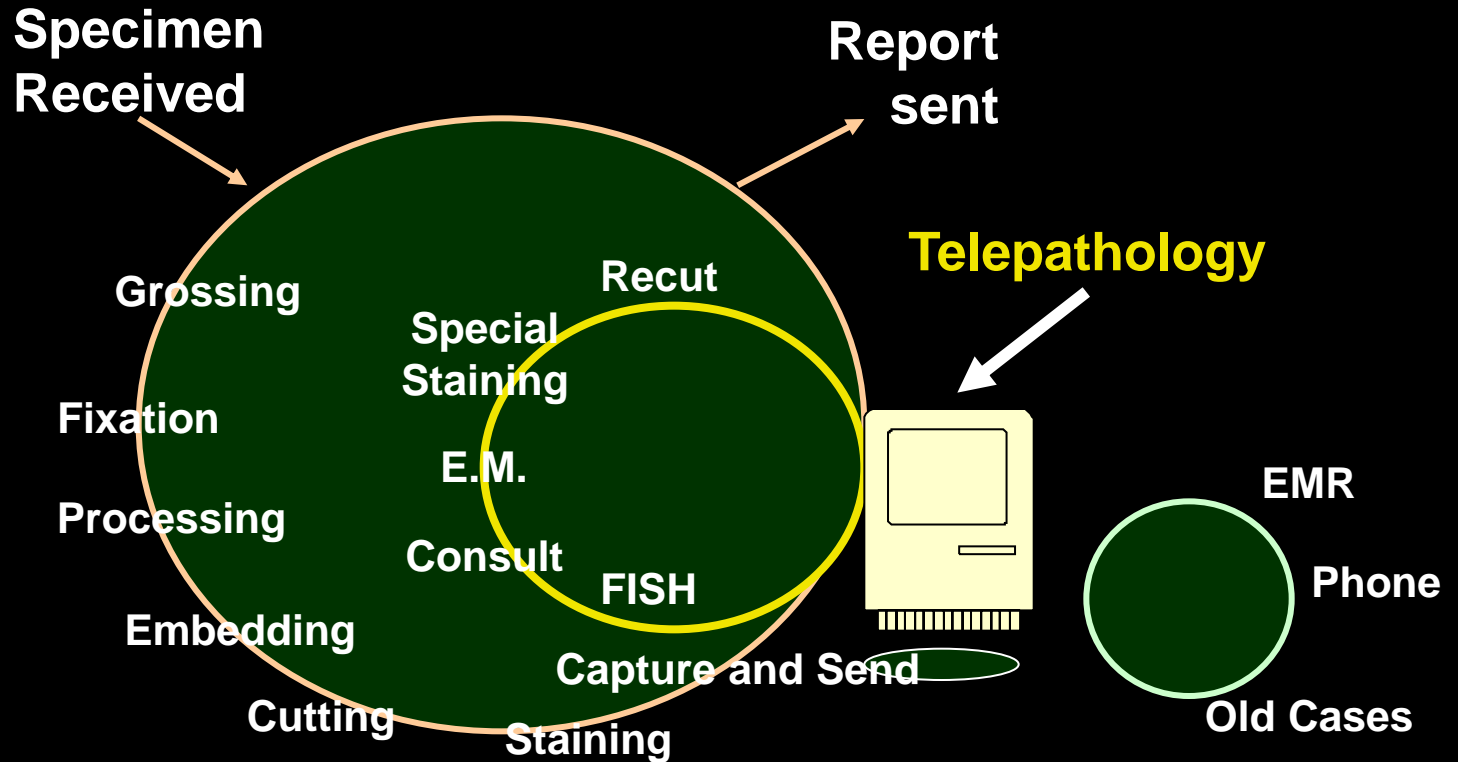 Specimen
Received
Report
sent
Telepathology
Grossing
Recut
Special
Staining
Fixation
E.M.
EMR
Processing
Consult
FISH
Phone
Embedding
Capture and Send
Cutting
Staining
Old Cases